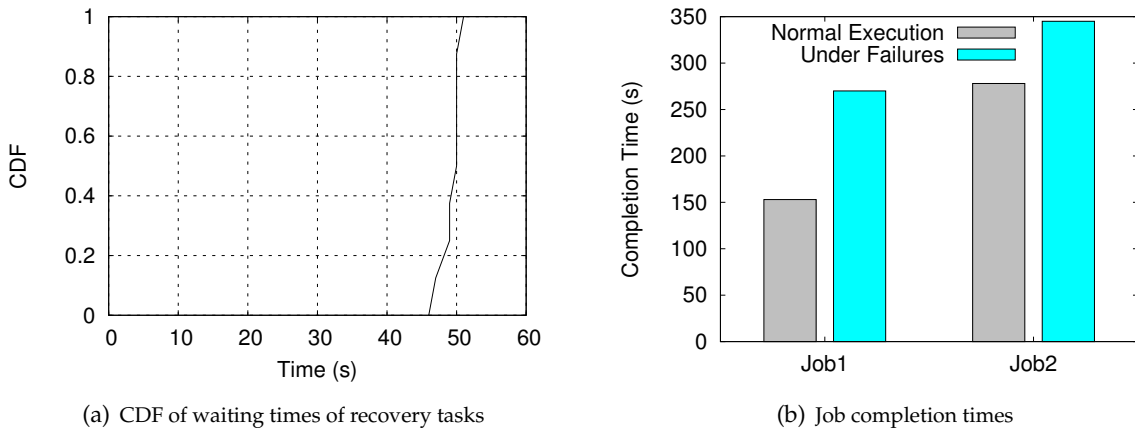 1
0.8
0.6
0.4
0.2
0
CDF
0 10 20 30 40 50 60
Time (s)
(a) CDF of waiting times of recovery tasks
350
300
250
200
150
100
50
0
Completion Time (s)
Normal Execution
Under Failures
Job1 Job2
(b) Job completion times